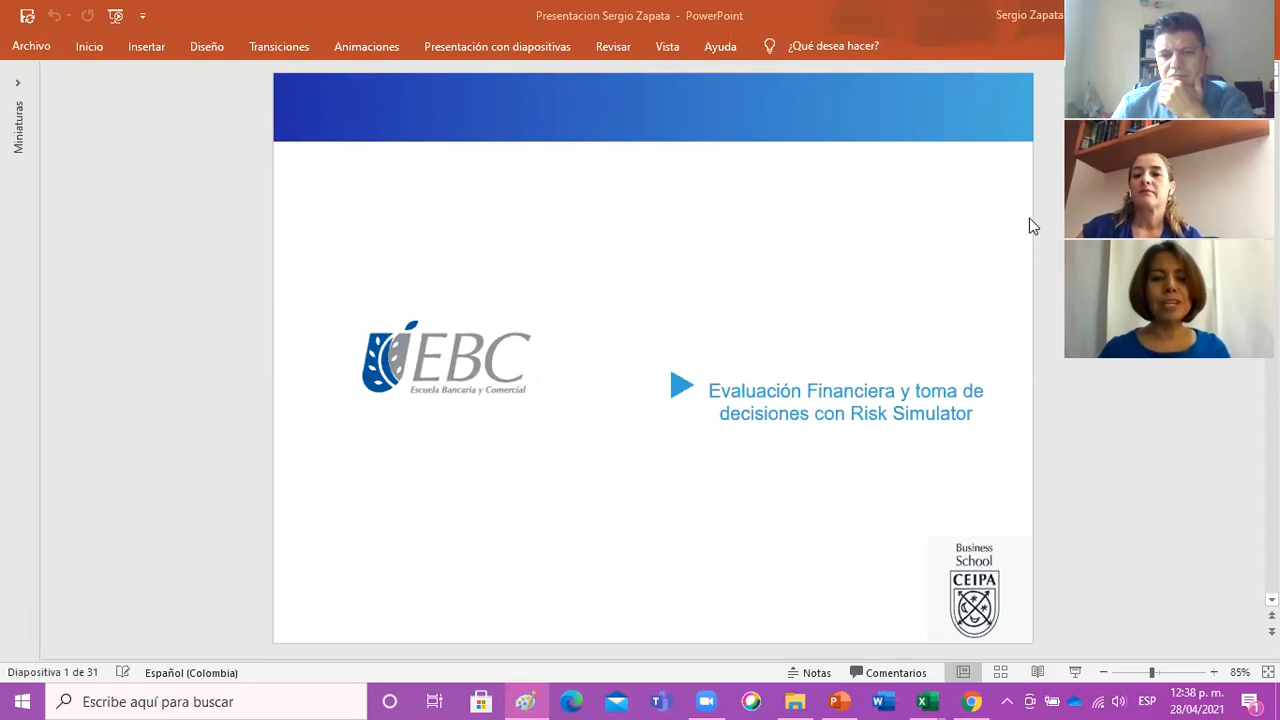 Presentacion Sergio Zapata - PowerPoint
Sergio Zapata
Archivo Inicio Insertar Diseño Transiciones Animaciones Presentación con diapositivas Revisar Vista Ayuda ¿Qué desea hacer?
Miniaturas
EBC
Escuela Bancaria y Comercial
Evaluación Financiera y toma de
decisiones con Risk Simulator
Business
School
CEIPA
Diapositiva 1 de 31 Español (Colombia) Notas Comentarios 85%
Escribe aquí para buscar ESP 12:38 p. m.
28/04/2021